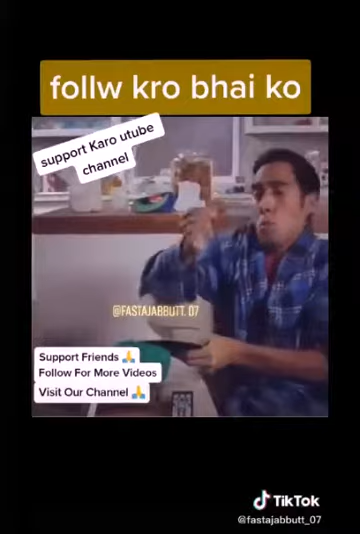 follw kro bhai ko
support Karo utube
channel
@FASTAJABBUTT_07
Support Friends 🙏
Follow For More Videos
Visit Our Channel 🙏
TikTok
@fastajabbutt_07